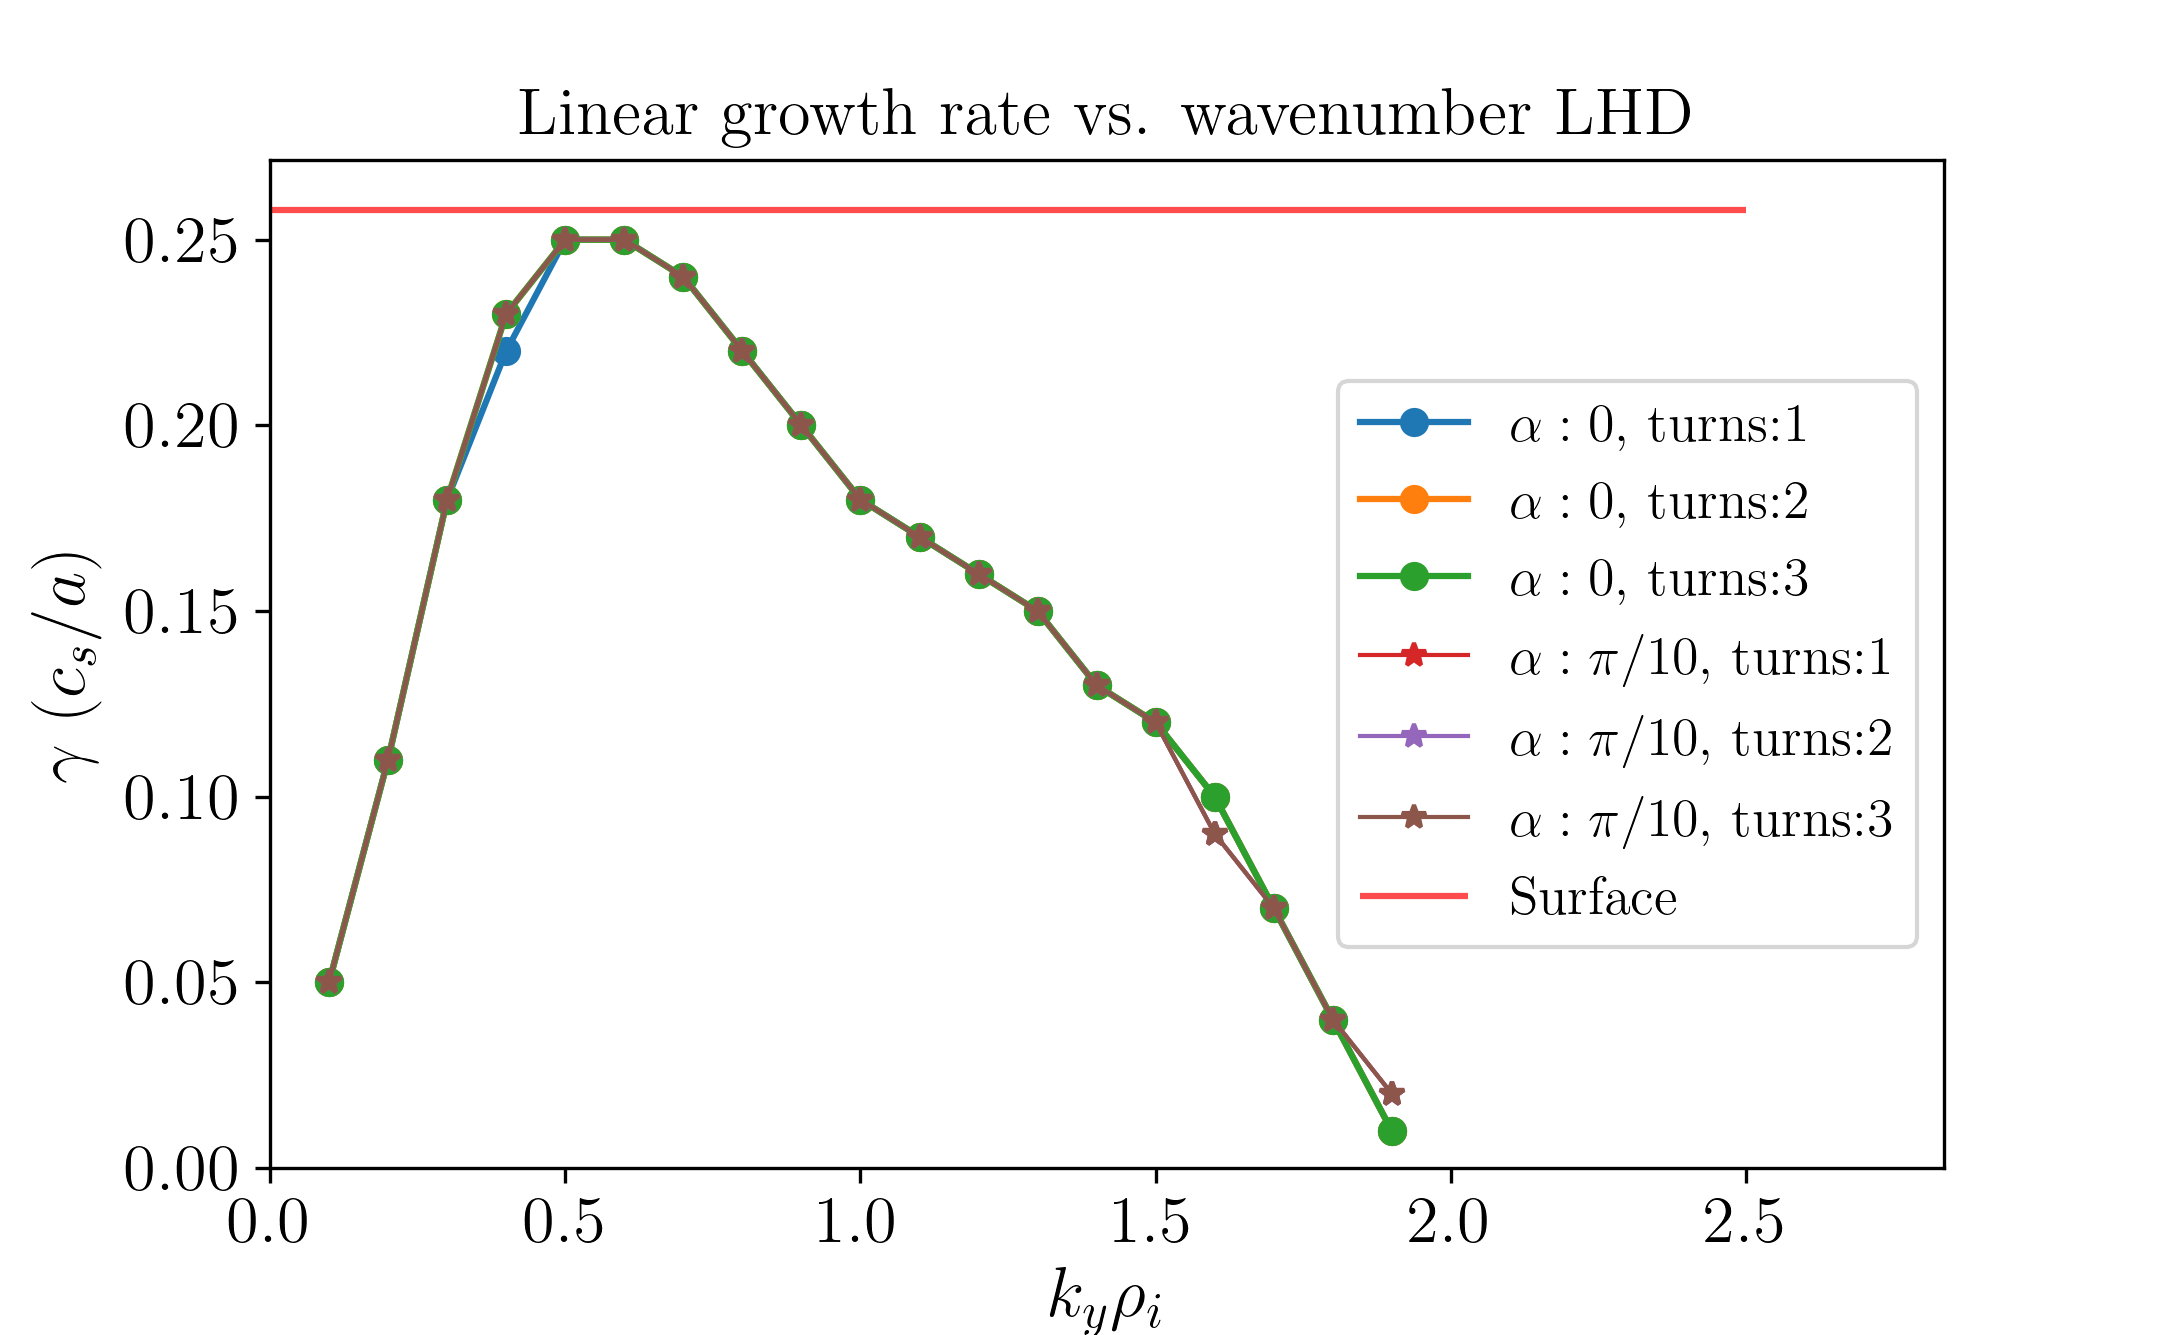 Linear growth rate vs. wavenumber LHD
γ (c_s/a)
0.25
0.20
0.15
0.10
0.05
0.00
α : 0, turns:1
α : 0, turns:2
α : 0, turns:3
α : π/10, turns:1
α : π/10, turns:2
α : π/10, turns:3
Surface
0.0 0.5 1.0 1.5 2.0 2.5
k_yρ_i